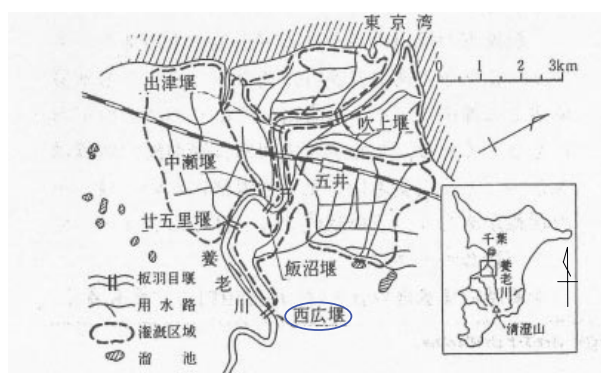 東京湾
0 1 2 3km
出津堰
吹上堰
中瀬堰
五井
廿五里堰
養老川
飯沼堰
西広堰
板羽目堰
用水路
灌漑区域
溜池
千葉
養老川
清澄山